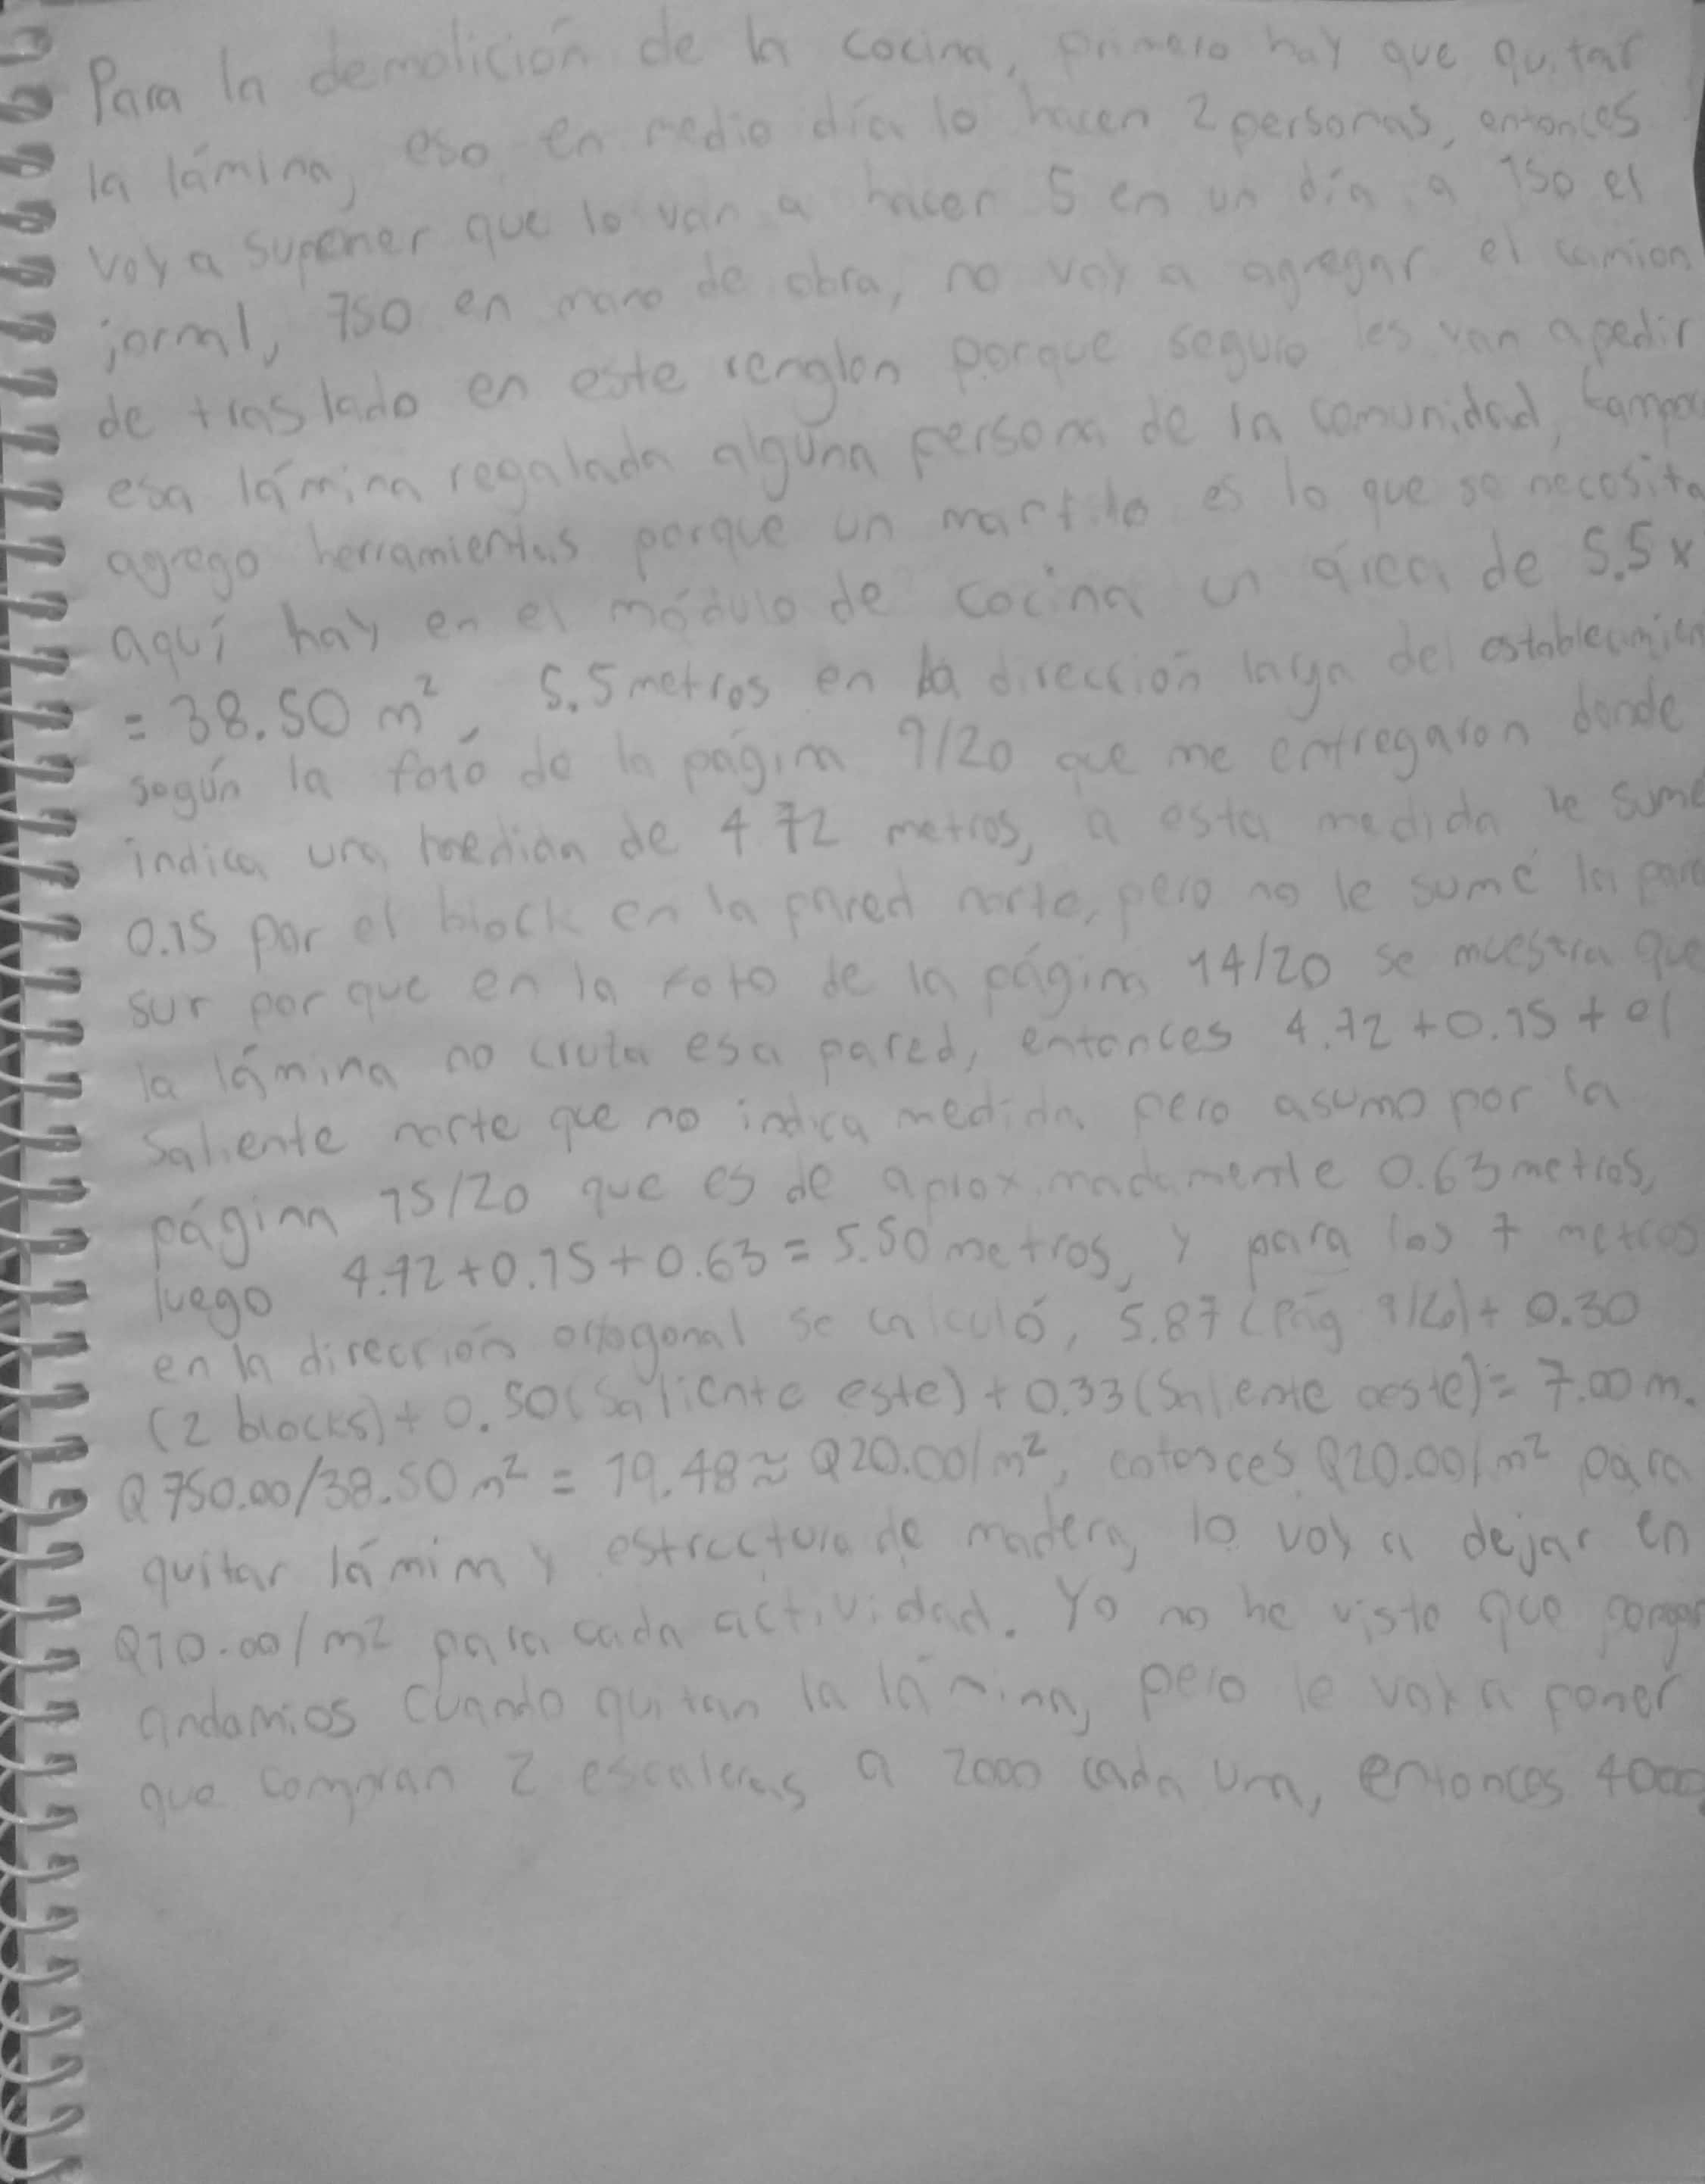 Para la demolición de la cocina, primero hay que quitar
la lámina, eso en medio día lo hacen 2 personas, entonces
voy a suponer que lo van a hacer 5 en un día a 150 el
jornal, 750 en mano de obra, no voy a agregar el camion
de traslado en este renglon porque seguro les van a pedir
esa lámina regalada alguna persona de la comunidad, tampoco
agrego herramientas porque un martillo es lo que se necesita
aquí hay en el módulo de cocina un área de 5.5 x
= 38.50 m², 5.5 metros en la dirección larga del establecimien
según la foto de la página 9/20 que me entregaron donde
indica una medida de 4.72 metros, a esta medida le sume
0.15 por el block en la pared norte, pero no le sumé la pared
sur por que en la foto de la página 14/20 se muestra que
la lámina no cruza esa pared, entonces 4.72 + 0.15 + el
saliente norte que no indica medida pero asumo por la
página 15/20 que es de aproximadamente 0.63 metros,
luego 4.72 + 0.15 + 0.63 = 5.50 metros, y para los 7 metros
en la dirección ortogonal se calculó, 5.87 (Pág 9/20) + 0.30
(2 blocks) + 0.50 (Saliente este) + 0.33 (Saliente oeste) = 7.00 m.
Q 750.00/38.50 m² = 19.48 ≈ Q20.00/m², entonces Q20.00/m² para
quitar lámina y estructura de madera, lo voy a dejar en
Q10.00/m² para cada actividad. Yo no he visto que pongan
andamios cuando quitan la lámina, pero le voy a poner
que compran 2 escaleras a 2000 cada una, entonces 4000